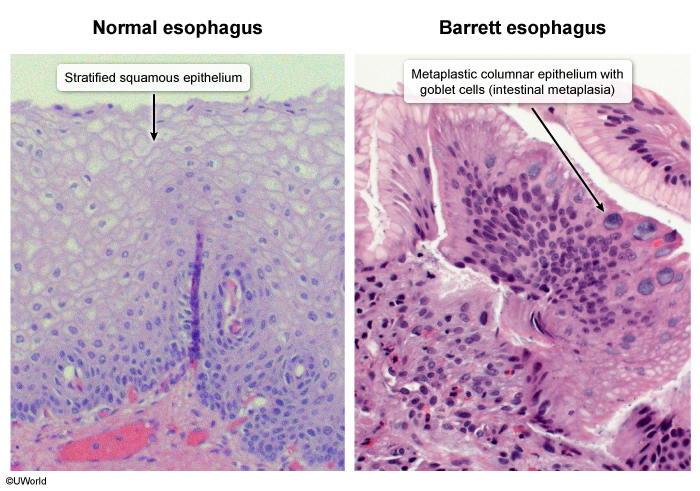 Normal esophagus
Barrett esophagus
Stratified squamous epithelium
Metaplastic columnar epithelium with
goblet cells (intestinal metaplasia)
©UWorld